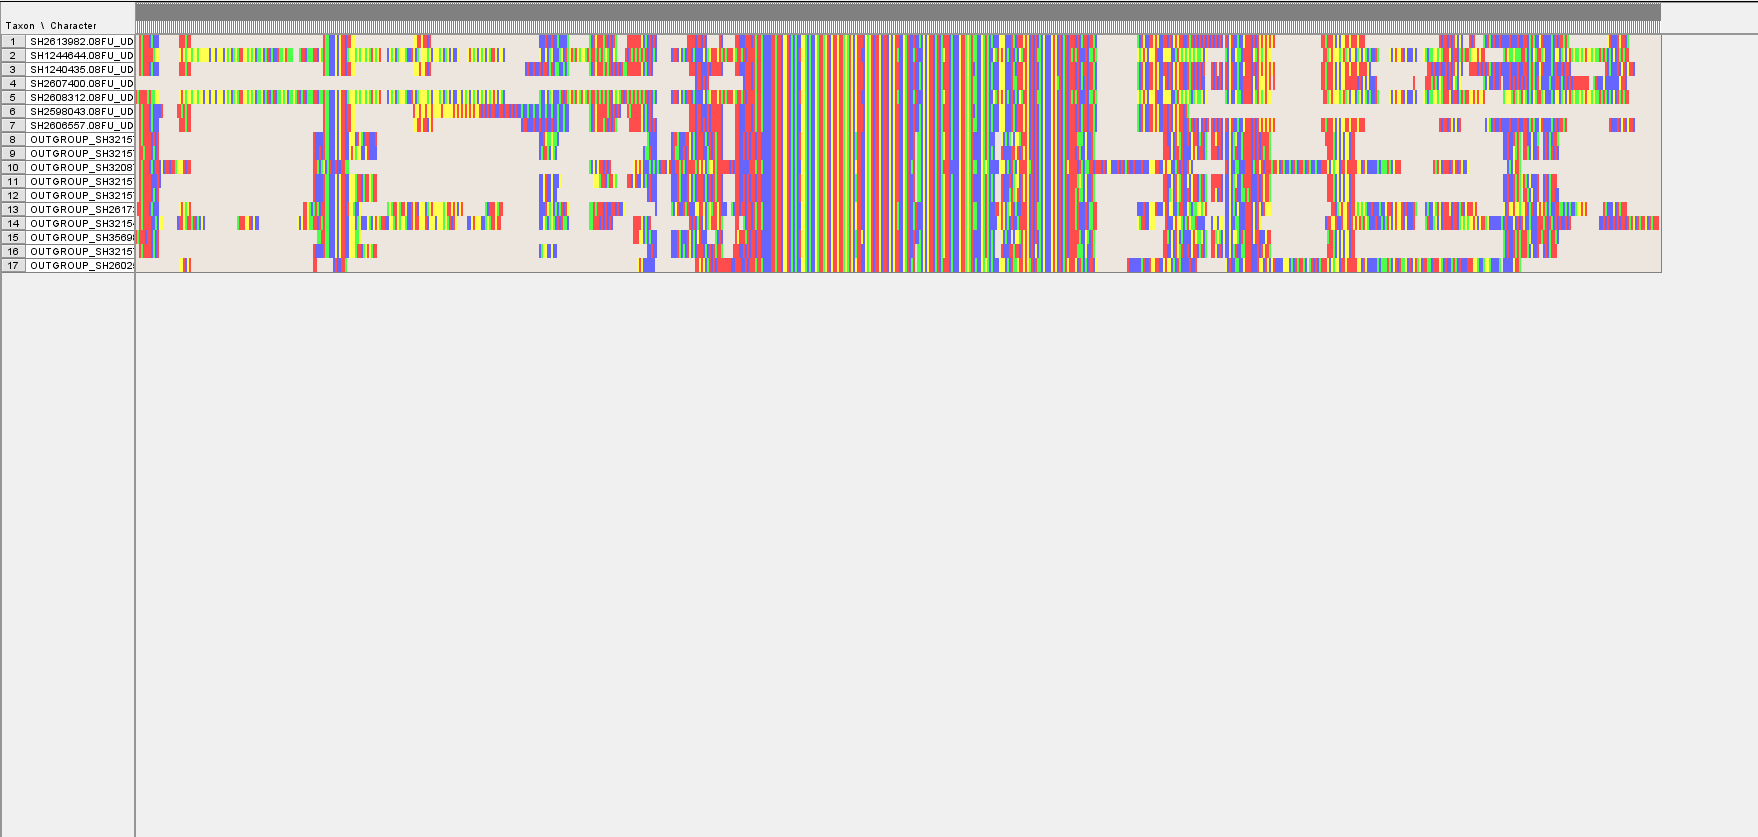 Taxon \ Character
1 SH2613982.08FU_UD
2 SH1244644.08FU_UD
3 SH1240435.08FU_UD
4 SH2607400.08FU_UD
5 SH2608312.08FU_UD
6 SH2598043.08FU_UD
7 SH2606557.08FU_UD
8 OUTGROUP_SH3215
9 OUTGROUP_SH3215
10 OUTGROUP_SH3208
11 OUTGROUP_SH3215
12 OUTGROUP_SH3215
13 OUTGROUP_SH2617
14 OUTGROUP_SH3215
15 OUTGROUP_SH3569
16 OUTGROUP_SH3215
17 OUTGROUP_SH2602